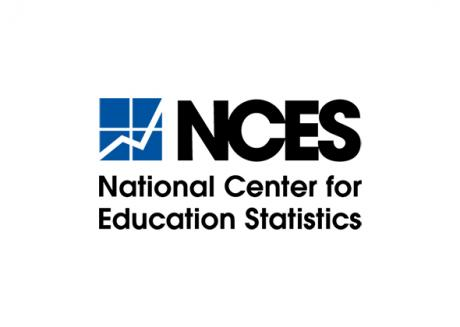 NCES
National Center for
Education Statistics